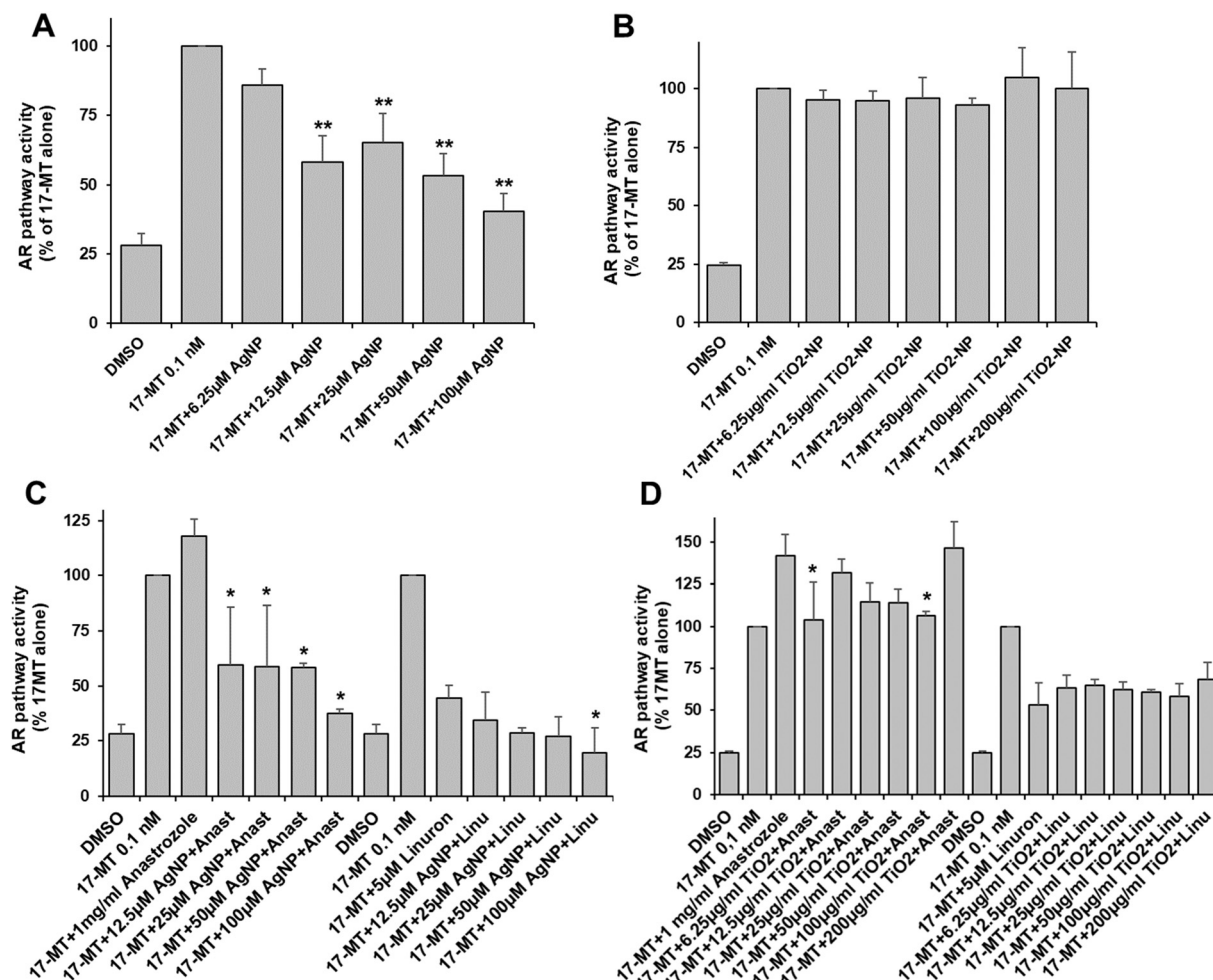 A
AR pathway activity
(% of 17-MT alone)
100
75
50
25
0
**
**
**
**
DMSO
17-MT 0.1 nM
17-MT+6.25µM AgNP
17-MT+12.5µM AgNP
17-MT+25µM AgNP
17-MT+50µM AgNP
17-MT+100µM AgNP
B
AR pathway activity
(% of 17-MT alone)
100
75
50
25
0
DMSO
17-MT 0.1 nM
17-MT+6.25µg/ml TiO2-NP
17-MT+12.5µg/ml TiO2-NP
17-MT+25µg/ml TiO2-NP
17-MT+50µg/ml TiO2-NP
17-MT+100µg/ml TiO2-NP
17-MT+200µg/ml TiO2-NP
C
AR pathway activity
(% 17MT alone)
125
100
75
50
25
0
*
*
*
*
*
DMSO
17-MT 0.1 nM
17-MT+1mg/ml Anastrozole
17-MT+12.5µM AgNP+Anast
17-MT+25µM AgNP+Anast
17-MT+50µM AgNP+Anast
17-MT+100µM AgNP+Anast
DMSO
17-MT 0.1 nM
17-MT+5µM Linuron
17-MT+12.5µM AgNP+Linu
17-MT+25µM AgNP+Linu
17-MT+50µM AgNP+Linu
17-MT+100µM AgNP+Linu
D
AR pathway activity
(% 17MT alone)
150
125
100
75
50
25
0
*
*
DMSO
17-MT 0.1 nM
17-MT+1 mg/ml Anastrozole
17-MT+6.25µg/ml TiO2+Anast
17-MT+12.5µg/ml TiO2+Anast
17-MT+25µg/ml TiO2+Anast
17-MT+50µg/ml TiO2+Anast
17-MT+100µg/ml TiO2+Anast
17-MT+200µg/ml TiO2+Anast
DMSO
17-MT 0.1 nM
17-MT+5µM Linuron
17-MT+6.25µg/ml TiO2+Linu
17-MT+12.5µg/ml TiO2+Linu
17-MT+25µg/ml TiO2+Linu
17-MT+50µg/ml TiO2+Linu
17-MT+100µg/ml TiO2+Linu
17-MT+200µg/ml TiO2+Linu